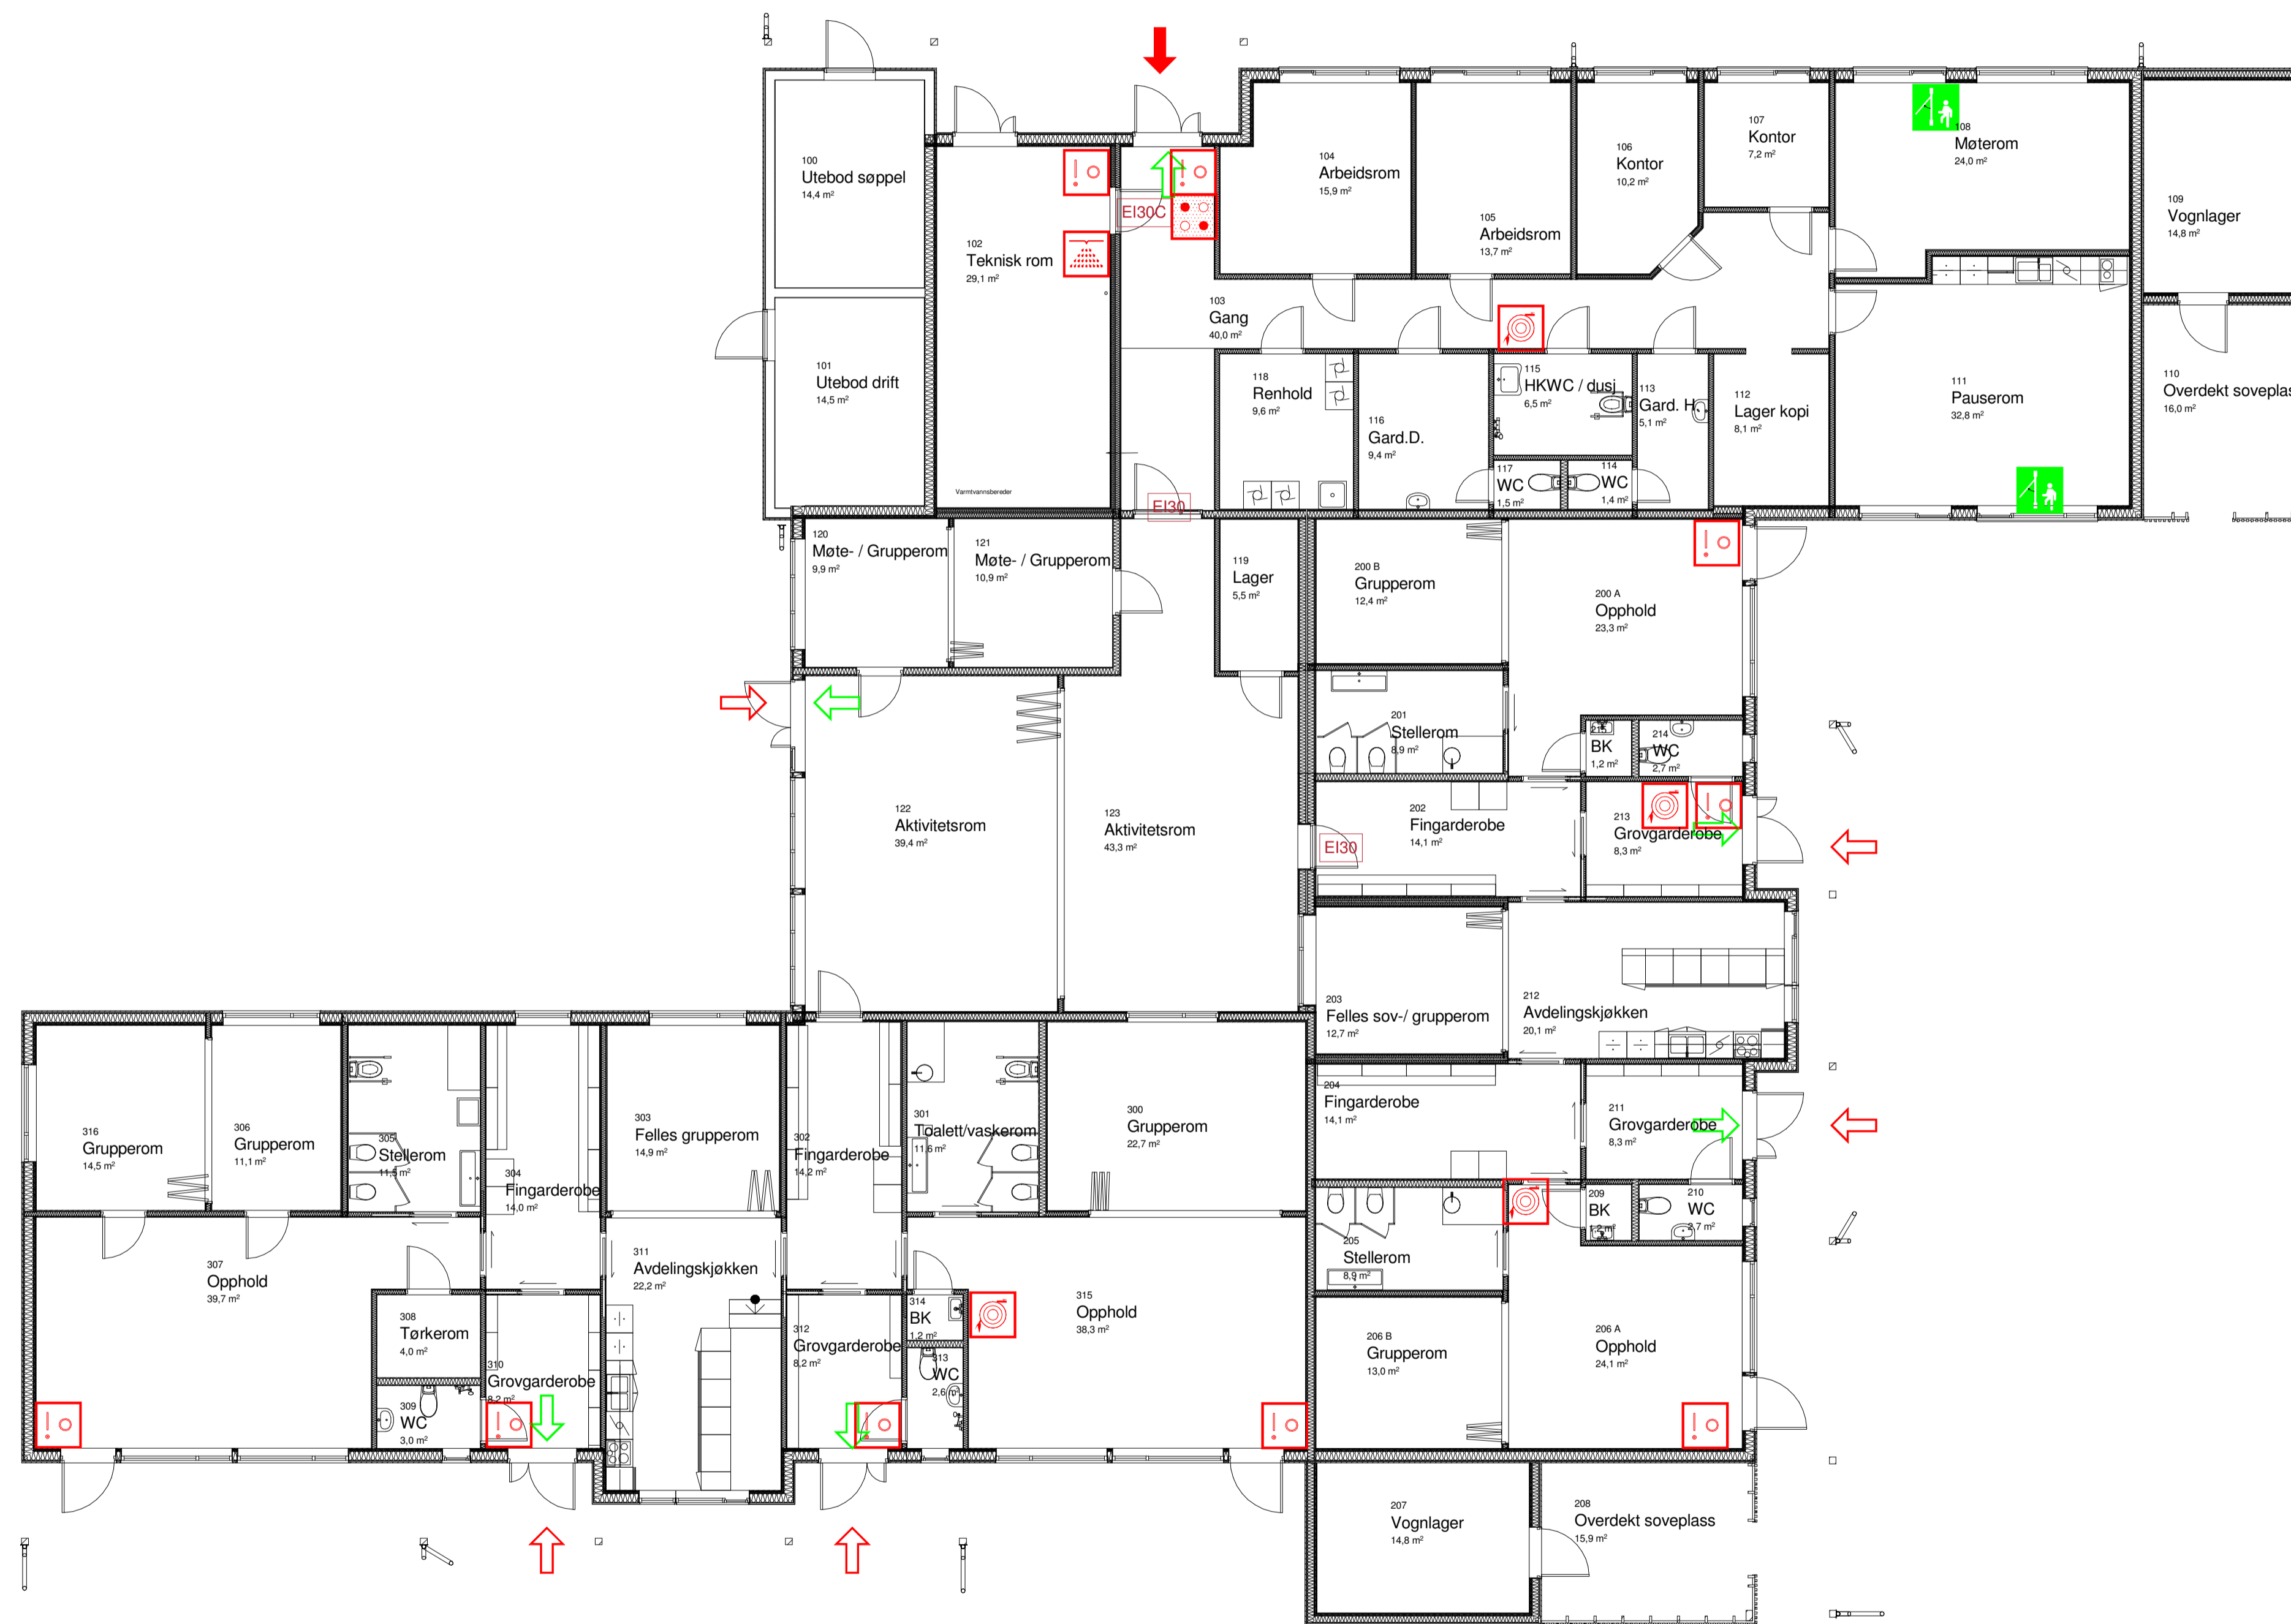 100
Utebod søppel
14,4 m²
101
Utebod drift
14,5 m²
102
Teknisk rom
29,1 m²
Varmtvannsbereder
EI30C
103
Gang
40,0 m²
104
Arbeidsrom
15,9 m²
105
Arbeidsrom
13,7 m²
106
Kontor
10,2 m²
107
Kontor
7,2 m²
108
Møterom
24,0 m²
109
Vognlager
14,8 m²
110
Overdekt soveplas
16,0 m²
111
Pauserom
32,8 m²
112
Lager kopi
8,1 m²
113
Gard. H
5,1 m²
114
WC
1,4 m²
115
HKWC / dusj
6,5 m²
116
Gard.D.
9,4 m²
117
WC
1,5 m²
118
Renhold
9,6 m²
EI30
119
Lager
5,5 m²
120
Møte- / Grupperom
9,9 m²
121
Møte- / Grupperom
10,9 m²
122
Aktivitetsrom
39,4 m²
123
Aktivitetsrom
43,3 m²
200 B
Grupperom
12,4 m²
200 A
Opphold
23,3 m²
201
Stellerom
8,9 m²
215
BK
1,2 m²
214
WC
2,7 m²
202
Fingarderobe
14,1 m²
EI30
213
Grovgarderobe
8,3 m²
203
Felles sov-/ grupperom
12,7 m²
212
Avdelingskjøkken
20,1 m²
204
Fingarderobe
14,1 m²
211
Grovgarderobe
8,3 m²
205
Stellerom
8,9 m²
209
BK
1,2 m²
210
WC
2,7 m²
206 B
Grupperom
13,0 m²
206 A
Opphold
24,1 m²
207
Vognlager
14,8 m²
208
Overdekt soveplass
15,9 m²
316
Grupperom
14,5 m²
306
Grupperom
11,1 m²
305
Stellerom
11,5 m²
304
Fingarderobe
14,0 m²
303
Felles grupperom
14,9 m²
302
Fingarderobe
14,2 m²
301
Toalett/vaskerom
11,6 m²
300
Grupperom
22,7 m²
307
Opphold
39,7 m²
308
Tørkerom
4,0 m²
309
WC
3,0 m²
310
Grovgarderobe
8,2 m²
311
Avdelingskjøkken
22,2 m²
312
Grovgarderobe
8,2 m²
314
BK
1,2 m²
313
WC
2,6 m²
315
Opphold
38,3 m²